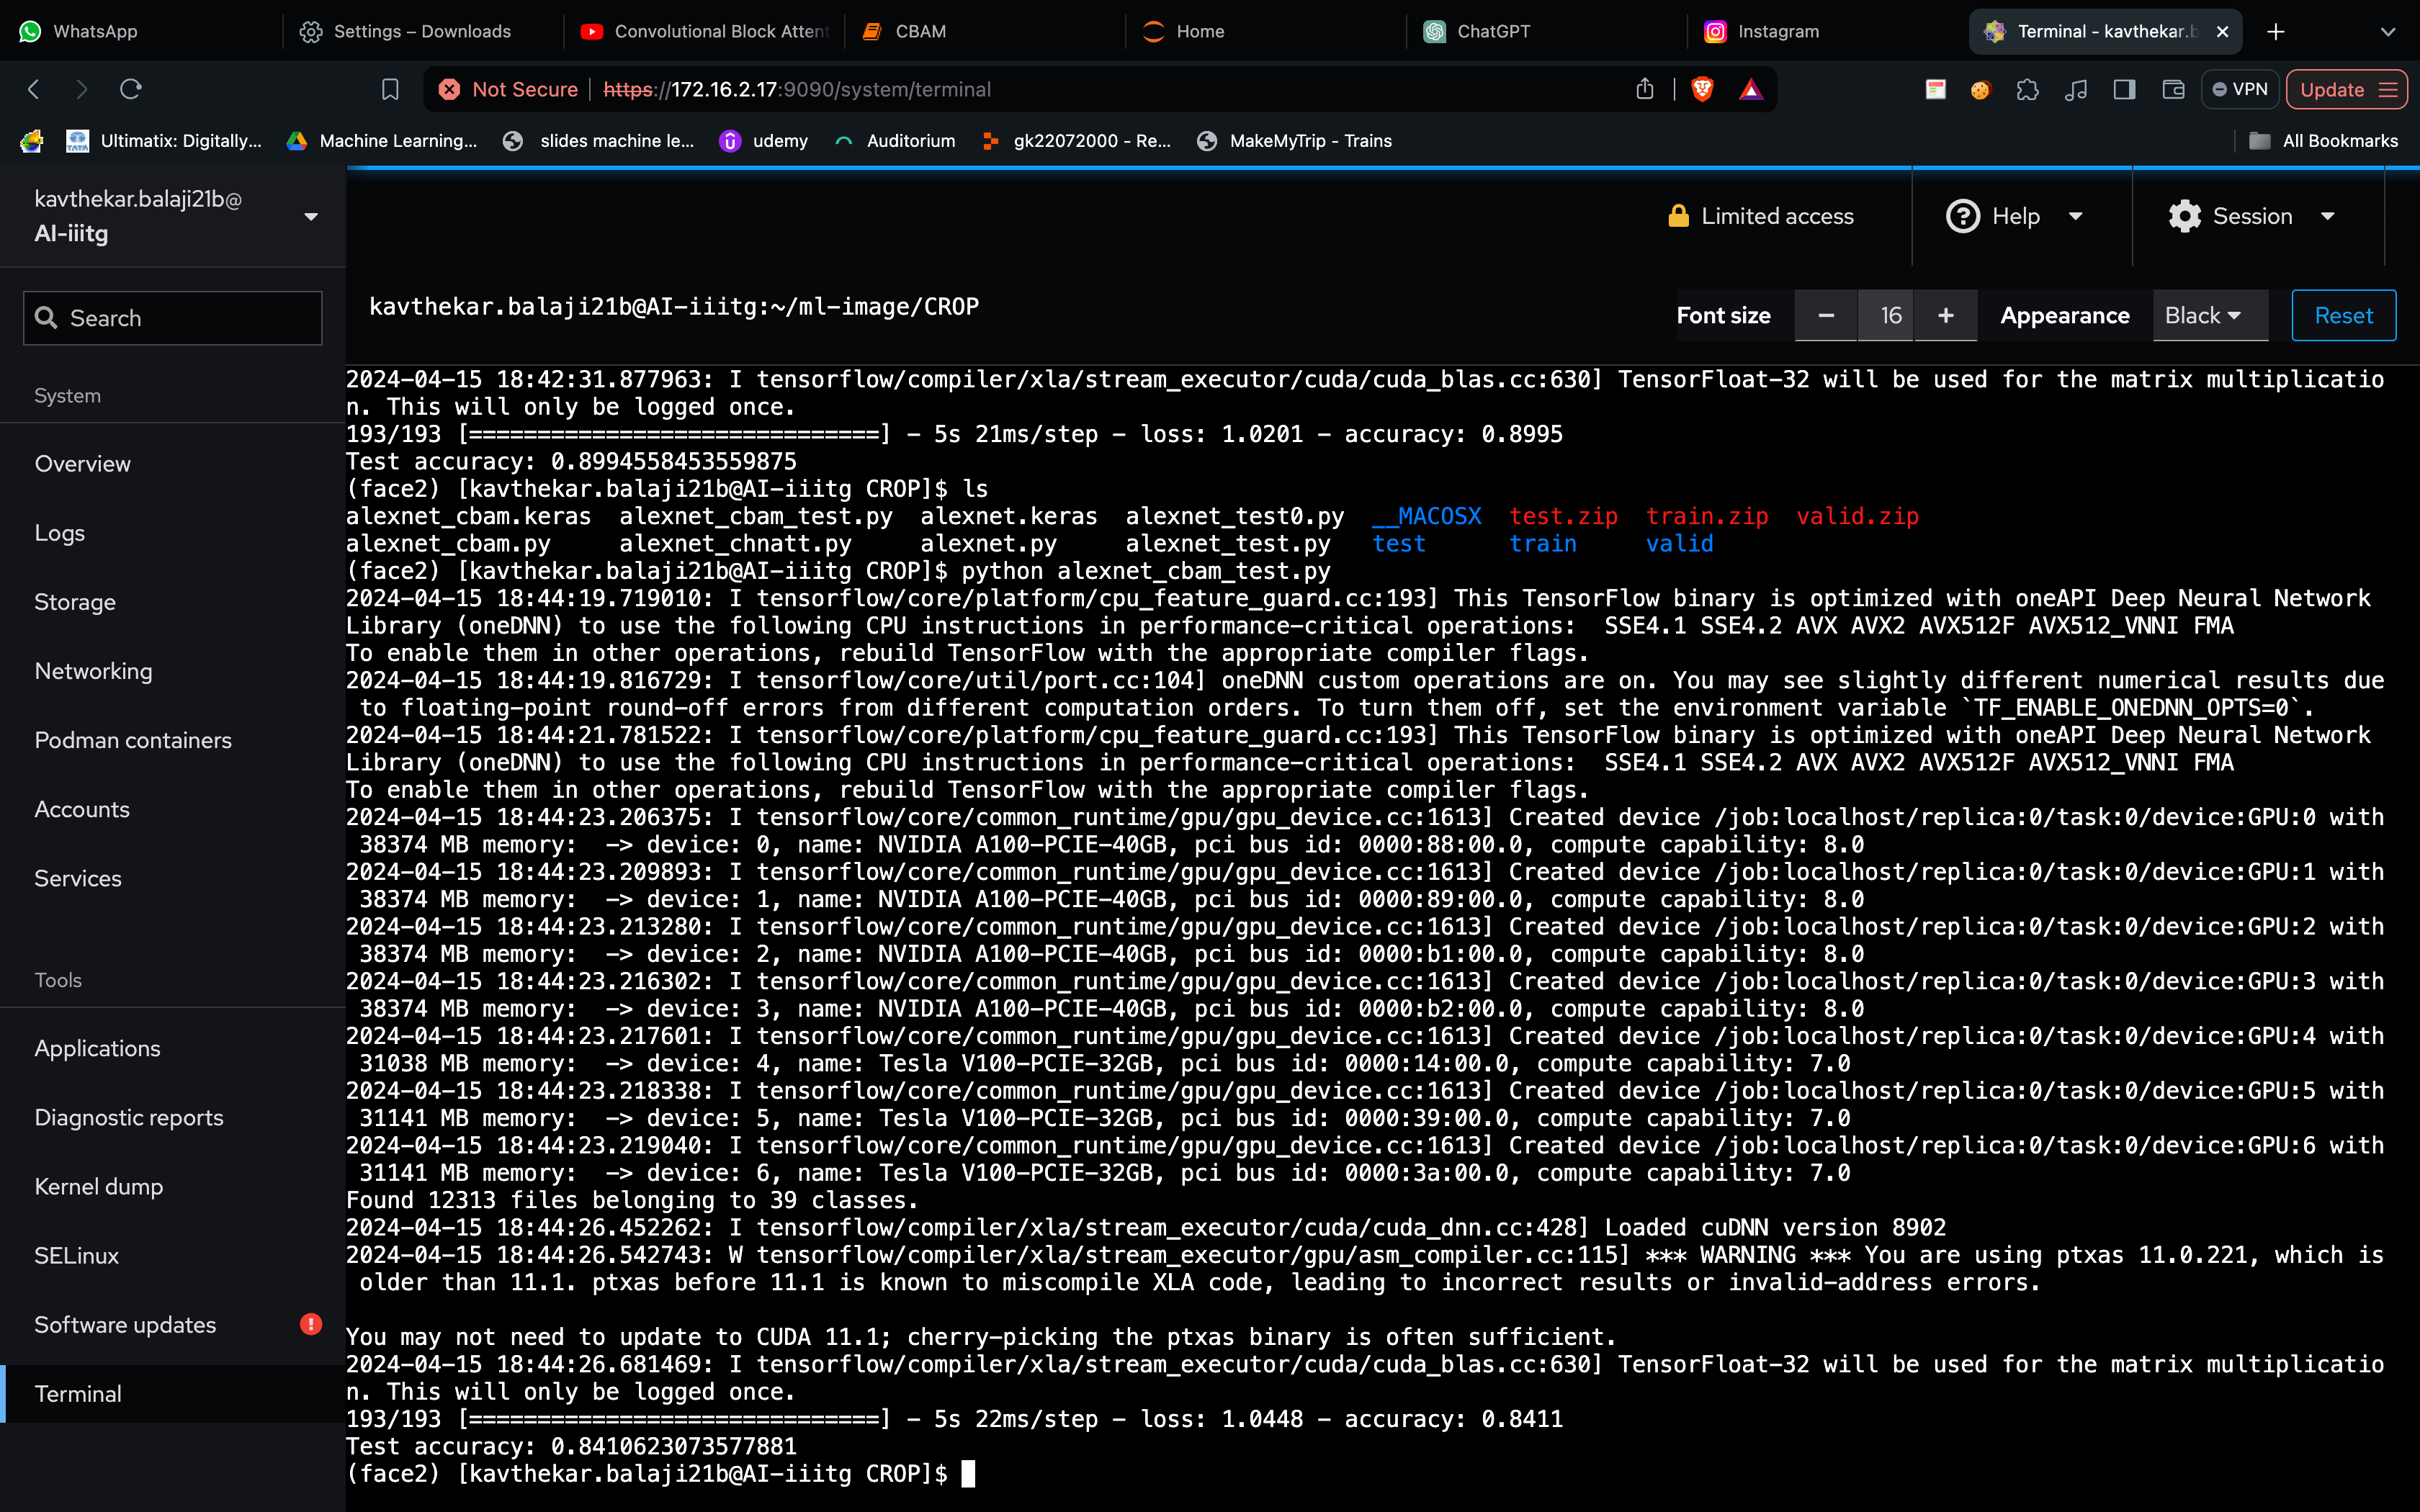 WhatsApp
Settings – Downloads
Convolutional Block Attent
CBAM
Home
ChatGPT
Instagram
Terminal - kavthekar.b
Not Secure
https://172.16.2.17:9090/system/terminal
VPN
Update
Ultimatix: Digitally...
Machine Learning...
slides machine le...
udemy
Auditorium
gk22072000 - Re...
MakeMyTrip - Trains
All Bookmarks
kavthekar.balaji21b@
AI-iiitg
Limited access
Help
Session
Search
System
Overview
Logs
Storage
Networking
Podman containers
Accounts
Services
Tools
Applications
Diagnostic reports
Kernel dump
SELinux
Software updates
Terminal
kavthekar.balaji21b@AI-iiitg:~/ml-image/CROP
Font size
−
16
+
Appearance
Black
Reset
2024-04-15 18:42:31.877963: I tensorflow/compiler/xla/stream_executor/cuda/cuda_blas.cc:630] TensorFloat-32 will be used for the matrix multiplicatio
n. This will only be logged once.
193/193 [==============================] - 5s 21ms/step - loss: 1.0201 - accuracy: 0.8995
Test accuracy: 0.8994558453559875
(face2) [kavthekar.balaji21b@AI-iiitg CROP]$ ls
alexnet_cbam.keras  alexnet_cbam_test.py  alexnet.keras  alexnet_test0.py  __MACOSX  test.zip  train.zip  valid.zip
alexnet_cbam.py     alexnet_chnatt.py     alexnet.py     alexnet_test.py   test      train     valid
(face2) [kavthekar.balaji21b@AI-iiitg CROP]$ python alexnet_cbam_test.py
2024-04-15 18:44:19.719010: I tensorflow/core/platform/cpu_feature_guard.cc:193] This TensorFlow binary is optimized with oneAPI Deep Neural Network
Library (oneDNN) to use the following CPU instructions in performance-critical operations:  SSE4.1 SSE4.2 AVX AVX2 AVX512F AVX512_VNNI FMA
To enable them in other operations, rebuild TensorFlow with the appropriate compiler flags.
2024-04-15 18:44:19.816729: I tensorflow/core/util/port.cc:104] oneDNN custom operations are on. You may see slightly different numerical results due
 to floating-point round-off errors from different computation orders. To turn them off, set the environment variable `TF_ENABLE_ONEDNN_OPTS=0`.
2024-04-15 18:44:21.781522: I tensorflow/core/platform/cpu_feature_guard.cc:193] This TensorFlow binary is optimized with oneAPI Deep Neural Network
Library (oneDNN) to use the following CPU instructions in performance-critical operations:  SSE4.1 SSE4.2 AVX AVX2 AVX512F AVX512_VNNI FMA
To enable them in other operations, rebuild TensorFlow with the appropriate compiler flags.
2024-04-15 18:44:23.206375: I tensorflow/core/common_runtime/gpu/gpu_device.cc:1613] Created device /job:localhost/replica:0/task:0/device:GPU:0 with
 38374 MB memory:  -> device: 0, name: NVIDIA A100-PCIE-40GB, pci bus id: 0000:88:00.0, compute capability: 8.0
2024-04-15 18:44:23.209893: I tensorflow/core/common_runtime/gpu/gpu_device.cc:1613] Created device /job:localhost/replica:0/task:0/device:GPU:1 with
 38374 MB memory:  -> device: 1, name: NVIDIA A100-PCIE-40GB, pci bus id: 0000:89:00.0, compute capability: 8.0
2024-04-15 18:44:23.213280: I tensorflow/core/common_runtime/gpu/gpu_device.cc:1613] Created device /job:localhost/replica:0/task:0/device:GPU:2 with
 38374 MB memory:  -> device: 2, name: NVIDIA A100-PCIE-40GB, pci bus id: 0000:b1:00.0, compute capability: 8.0
2024-04-15 18:44:23.216302: I tensorflow/core/common_runtime/gpu/gpu_device.cc:1613] Created device /job:localhost/replica:0/task:0/device:GPU:3 with
 38374 MB memory:  -> device: 3, name: NVIDIA A100-PCIE-40GB, pci bus id: 0000:b2:00.0, compute capability: 8.0
2024-04-15 18:44:23.217601: I tensorflow/core/common_runtime/gpu/gpu_device.cc:1613] Created device /job:localhost/replica:0/task:0/device:GPU:4 with
 31038 MB memory:  -> device: 4, name: Tesla V100-PCIE-32GB, pci bus id: 0000:14:00.0, compute capability: 7.0
2024-04-15 18:44:23.218338: I tensorflow/core/common_runtime/gpu/gpu_device.cc:1613] Created device /job:localhost/replica:0/task:0/device:GPU:5 with
 31141 MB memory:  -> device: 5, name: Tesla V100-PCIE-32GB, pci bus id: 0000:39:00.0, compute capability: 7.0
2024-04-15 18:44:23.219040: I tensorflow/core/common_runtime/gpu/gpu_device.cc:1613] Created device /job:localhost/replica:0/task:0/device:GPU:6 with
 31141 MB memory:  -> device: 6, name: Tesla V100-PCIE-32GB, pci bus id: 0000:3a:00.0, compute capability: 7.0
Found 12313 files belonging to 39 classes.
2024-04-15 18:44:26.452262: I tensorflow/compiler/xla/stream_executor/cuda/cuda_dnn.cc:428] Loaded cuDNN version 8902
2024-04-15 18:44:26.542743: W tensorflow/compiler/xla/stream_executor/gpu/asm_compiler.cc:115] *** WARNING *** You are using ptxas 11.0.221, which is
 older than 11.1. ptxas before 11.1 is known to miscompile XLA code, leading to incorrect results or invalid-address errors.
You may not need to update to CUDA 11.1; cherry-picking the ptxas binary is often sufficient.
2024-04-15 18:44:26.681469: I tensorflow/compiler/xla/stream_executor/cuda/cuda_blas.cc:630] TensorFloat-32 will be used for the matrix multiplicatio
n. This will only be logged once.
193/193 [==============================] - 5s 22ms/step - loss: 1.0448 - accuracy: 0.8411
Test accuracy: 0.8410623073577881
(face2) [kavthekar.balaji21b@AI-iiitg CROP]$